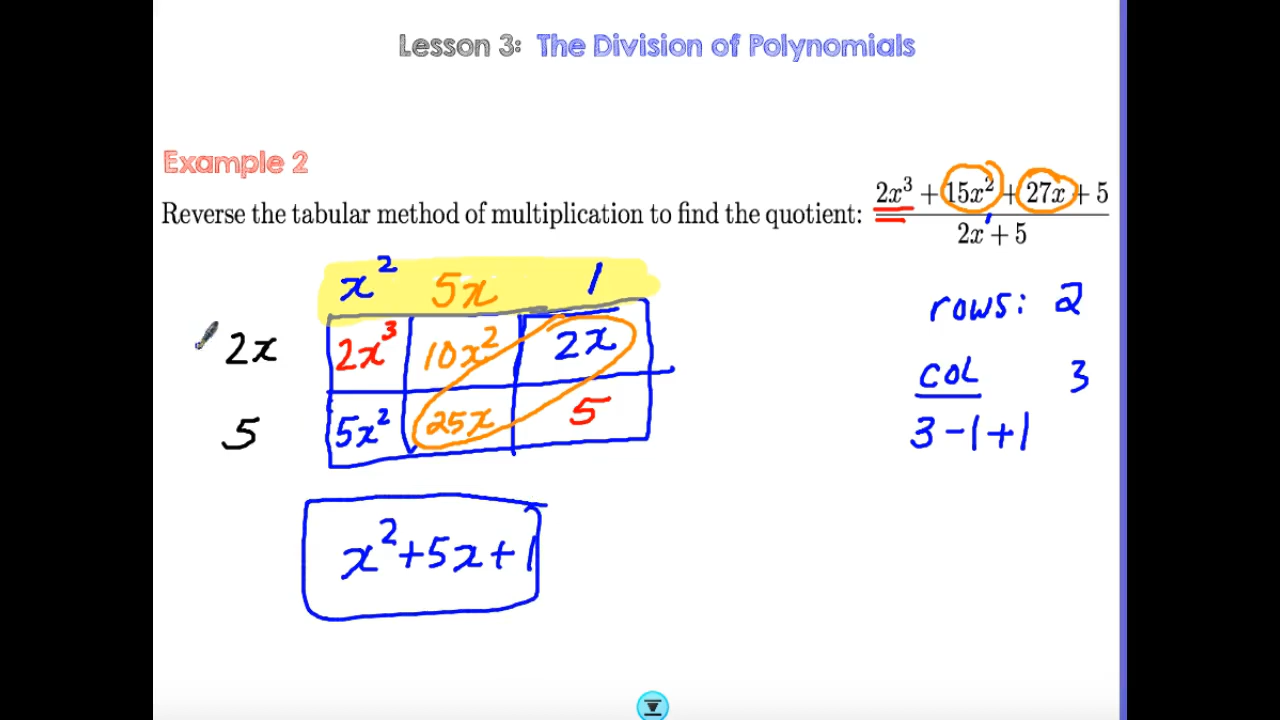 Lesson 3: The Division of Polynomials
Example 2
Reverse the tabular method of multiplication to find the quotient: (2x³ + 15x² + 27x + 5) / (2x + 5)
x² 5x 1
2x 2x³ 10x² 2x
5 5x² 25x 5
rows: 2
col 3
3-1+1
x²+5x+1